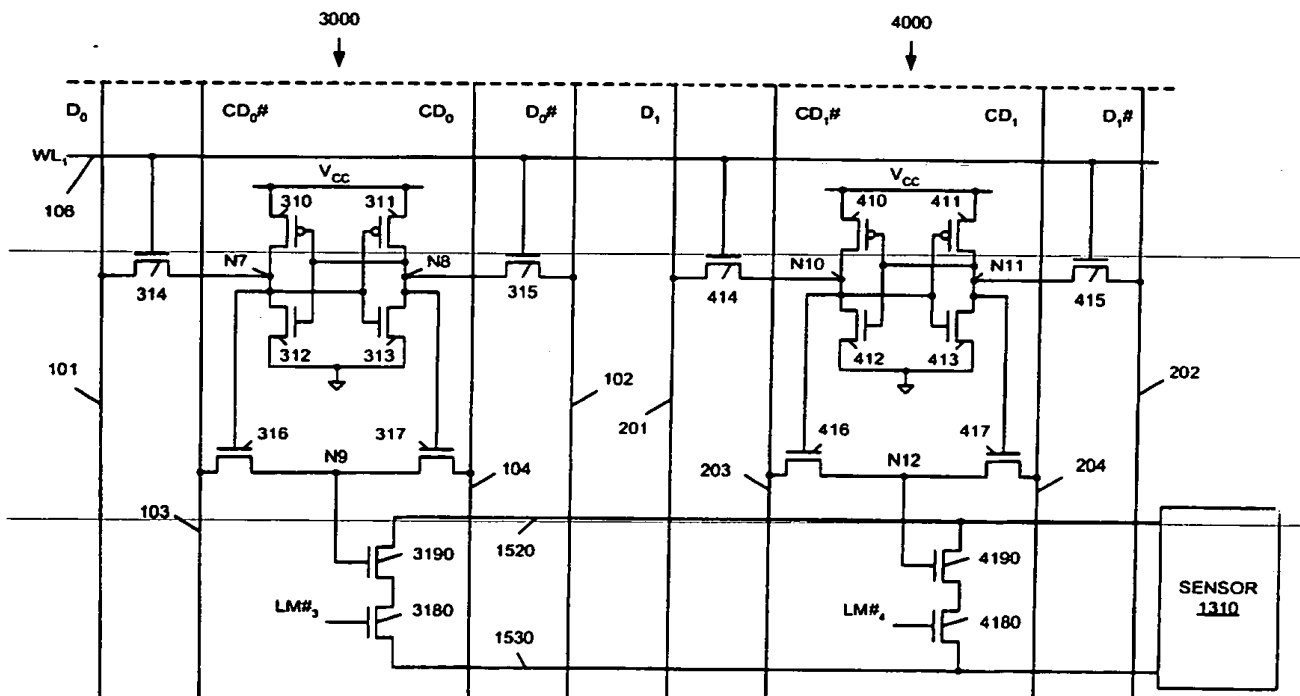 3000 4000
D₀ CD₀# CD₀ D₀# D₁ CD₁# CD₁ D₁#
WL₁
V_CC V_CC
106 310 311 410 411
N7 N8 N10 N11
314 315 414 415
312 313 412 413
101 102 201 202
316 317 416 417
N9 104 N12 204
103 203
1520
3190 4190
SENSOR
1310
LM#₃ 3180 LM#₄ 4180
1530